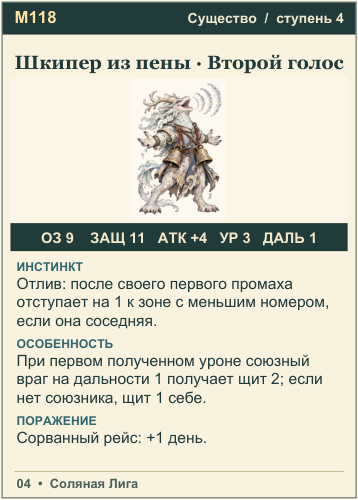 M118 Существо / ступень 4
Шкипер из пены · Второй голос
ОЗ 9 ЗАЩ 11 АТК +4 УР 3 ДАЛЬ 1
ИНСТИНКТ
Отлив: после своего первого промаха
отступает на 1 к зоне с меньшим номером,
если она соседняя.
ОСОБЕННОСТЬ
При первом полученном уроне союзный
враг на дальности 1 получает щит 2; если
нет союзника, щит 1 себе.
ПОРАЖЕНИЕ
Сорванный рейс: +1 день.
04 • Соляная Лига